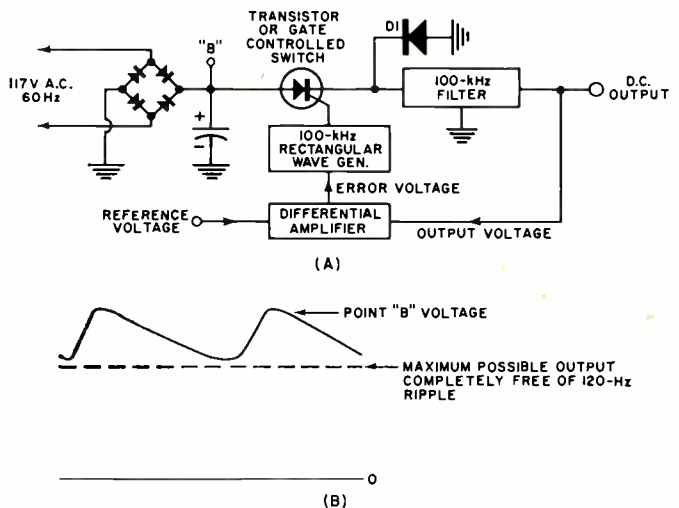 TRANSISTOR
OR GATE
CONTROLLED
SWITCH
D1
"B"
117V A.C.
60Hz
+
-
100-kHz
FILTER
D.C.
OUTPUT
100-kHz
RECTANGULAR
WAVE GEN.
ERROR VOLTAGE
REFERENCE
VOLTAGE
DIFFERENTIAL
AMPLIFIER
OUTPUT VOLTAGE
(A)
POINT "B" VOLTAGE
MAXIMUM POSSIBLE OUTPUT
COMPLETELY FREE OF 120-Hz
RIPPLE
0
(B)